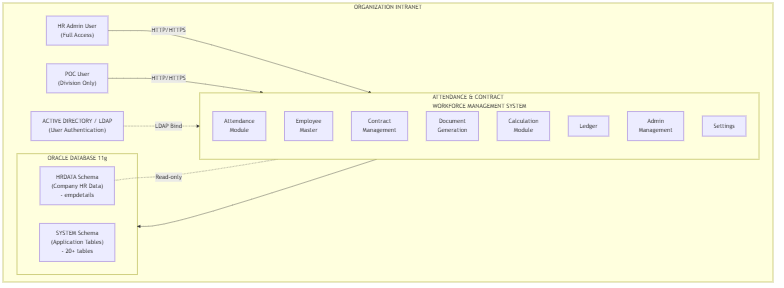 ORGANIZATION INTRANET
HR Admin User
(Full Access)
HTTP/HTTPS
POC User
(Division Only)
HTTP/HTTPS
ATTENDANCE & CONTRACT
WORKFORCE MANAGEMENT SYSTEM
ACTIVE DIRECTORY / LDAP
(User Authentication)
LDAP Bind
Attendance
Module
Employee
Master
Contract
Management
Document
Generation
Calculation
Module
Ledger
Admin
Management
Settings
ORACLE DATABASE 11g
HRDATA Schema
(Company HR Data)
- empdetails
Read-only
SYSTEM Schema
(Application Tables)
- 20+ tables